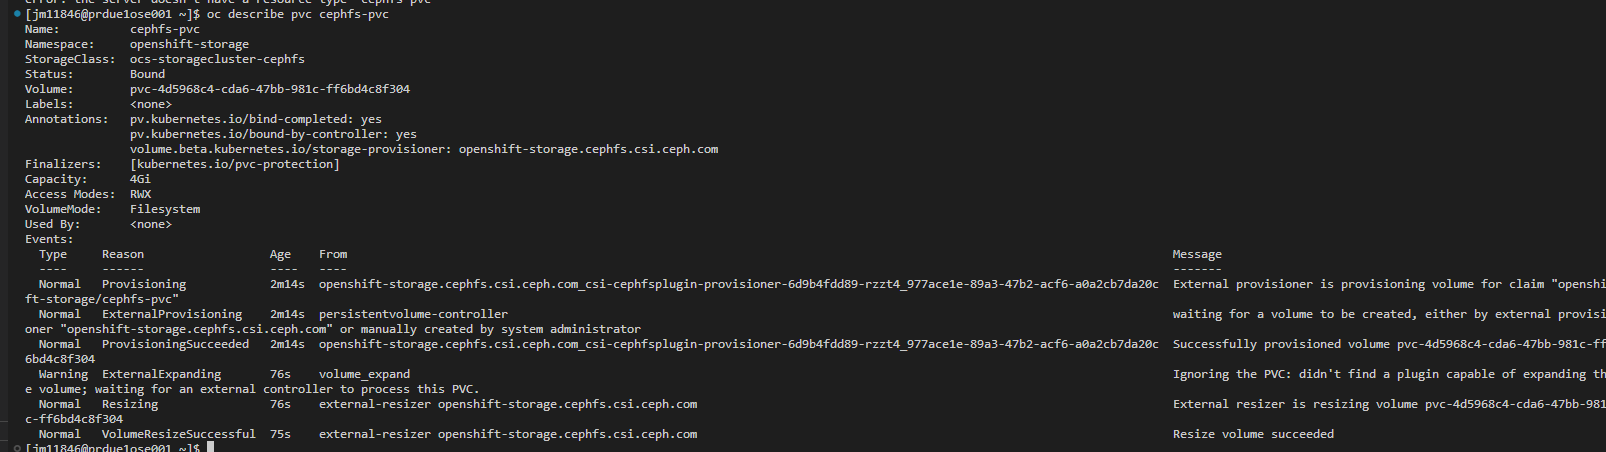 error: the server doesn't have a resource type "cephfs-pvc"
[jm11846@prdue1ose001 ~]$ oc describe pvc cephfs-pvc
Name:          cephfs-pvc
Namespace:     openshift-storage
StorageClass:  ocs-storagecluster-cephfs
Status:        Bound
Volume:        pvc-4d5968c4-cda6-47bb-981c-ff6bd4c8f304
Labels:        <none>
Annotations:   pv.kubernetes.io/bind-completed: yes
               pv.kubernetes.io/bound-by-controller: yes
               volume.beta.kubernetes.io/storage-provisioner: openshift-storage.cephfs.csi.ceph.com
Finalizers:    [kubernetes.io/pvc-protection]
Capacity:      4Gi
Access Modes:  RWX
VolumeMode:    Filesystem
Used By:       <none>
Events:
  Type     Reason                  Age    From                                                                                                                      Message
  ----     ------                  ----   ----                                                                                                                      -------
  Normal   Provisioning            2m14s  openshift-storage.cephfs.csi.ceph.com_csi-cephfsplugin-provisioner-6d9b4fdd89-rzzt4_977ace1e-89a3-47b2-acf6-a0a2cb7da20c  External provisioner is provisioning volume for claim "openshi
ft-storage/cephfs-pvc"
  Normal   ExternalProvisioning    2m14s  persistentvolume-controller                                                                                               waiting for a volume to be created, either by external provisi
oner "openshift-storage.cephfs.csi.ceph.com" or manually created by system administrator
  Normal   ProvisioningSucceeded   2m14s  openshift-storage.cephfs.csi.ceph.com_csi-cephfsplugin-provisioner-6d9b4fdd89-rzzt4_977ace1e-89a3-47b2-acf6-a0a2cb7da20c  Successfully provisioned volume pvc-4d5968c4-cda6-47bb-981c-ff
6bd4c8f304
  Warning  ExternalExpanding       76s    volume_expand                                                                                                             Ignoring the PVC: didn't find a plugin capable of expanding th
e volume; waiting for an external controller to process this PVC.
  Normal   Resizing                76s    external-resizer openshift-storage.cephfs.csi.ceph.com                                                                    External resizer is resizing volume pvc-4d5968c4-cda6-47bb-981
c-ff6bd4c8f304
  Normal   VolumeResizeSuccessful  75s    external-resizer openshift-storage.cephfs.csi.ceph.com                                                                    Resize volume succeeded
[jm11846@prdue1ose001 ~]$